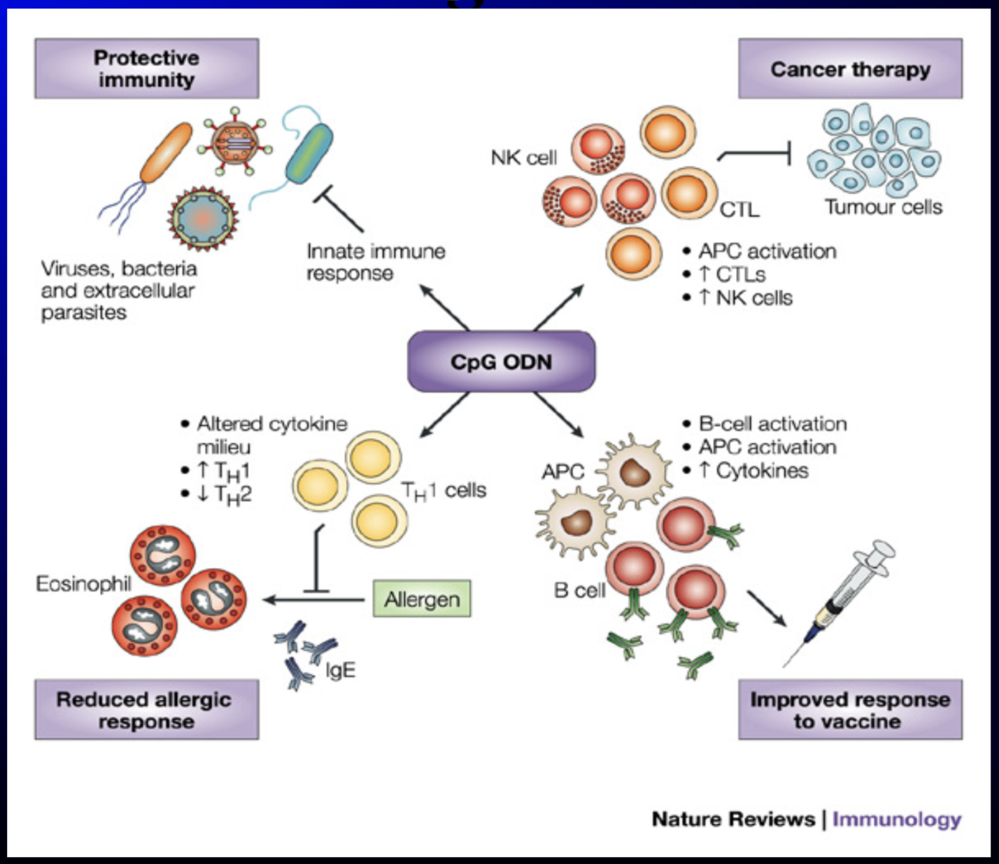 Protective
immunity
Viruses, bacteria
and extracellular
parasites
Innate immune
response
Cancer therapy
NK cell
CTL
Tumour cells
• APC activation
• ↑ CTLs
• ↑ NK cells
CpG ODN
• Altered cytokine
milieu
• ↑ TH1
• ↓ TH2
TH1 cells
Eosinophil
Allergen
IgE
Reduced allergic
response
• B-cell activation
• APC activation
• ↑ Cytokines
APC
B cell
Improved response
to vaccine
Nature Reviews | Immunology